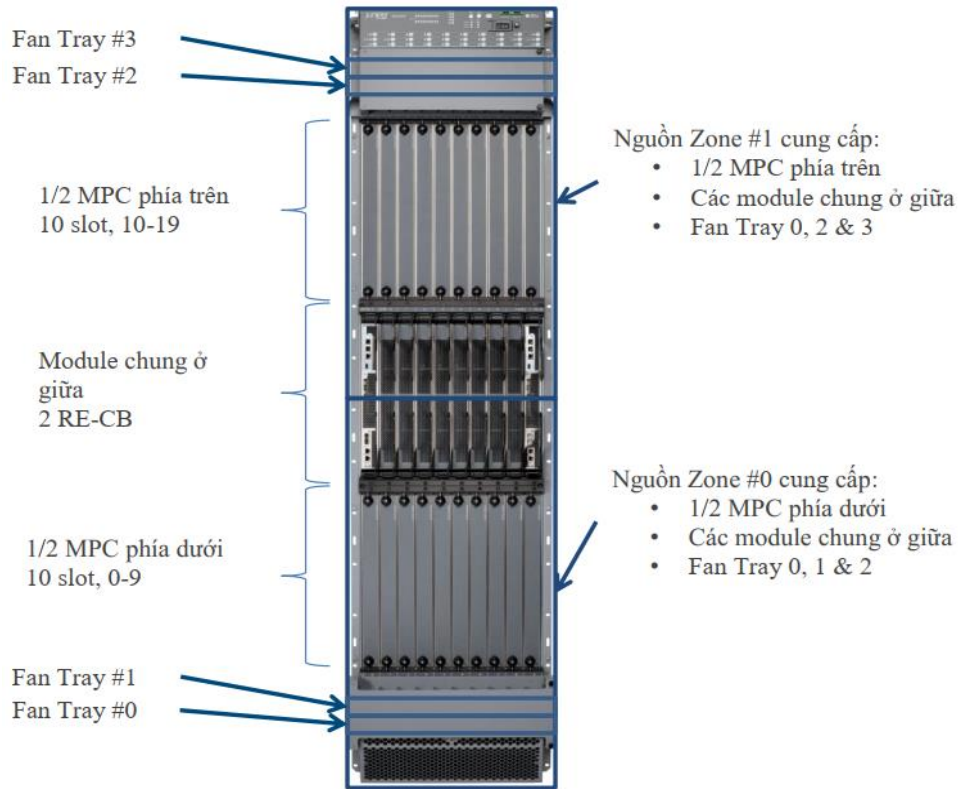 Fan Tray #3
Fan Tray #2
1/2 MPC phía trên
10 slot, 10-19
Module chung ở
giữa
2 RE-CB
1/2 MPC phía dưới
10 slot, 0-9
Fan Tray #1
Fan Tray #0
Nguồn Zone #1 cung cấp:
• 1/2 MPC phía trên
• Các module chung ở giữa
• Fan Tray 0, 2 & 3
Nguồn Zone #0 cung cấp:
• 1/2 MPC phía dưới
• Các module chung ở giữa
• Fan Tray 0, 1 & 2